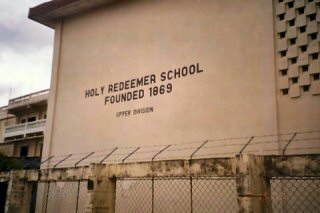 HOLY REDEEMER SCHOOL
FOUNDED 1869
UPPER DIVISION